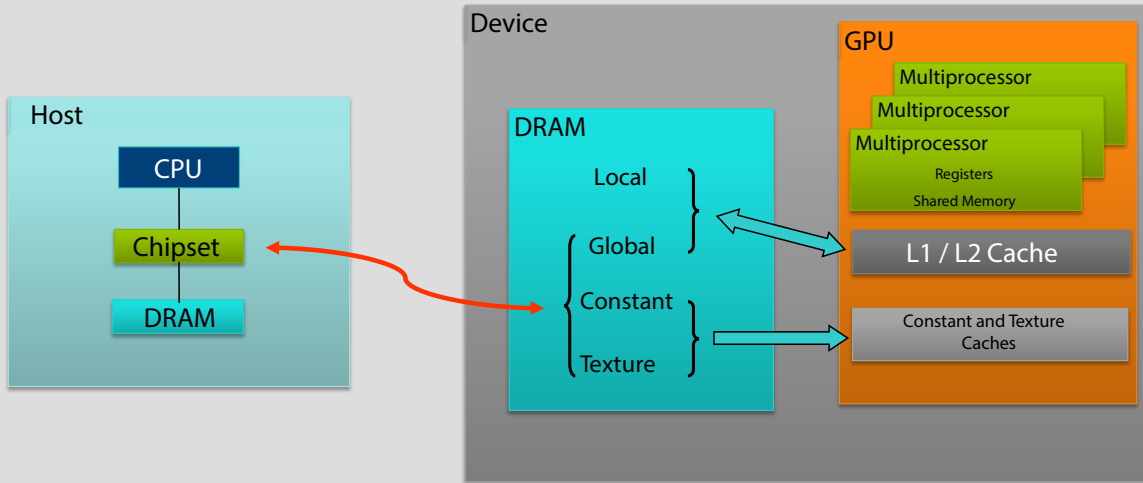 Host
CPU
Chipset
DRAM
Device
DRAM
Local
Global
Constant
Texture
GPU
Multiprocessor
Multiprocessor
Multiprocessor
Registers
Shared Memory
L1 / L2 Cache
Constant and Texture
Caches